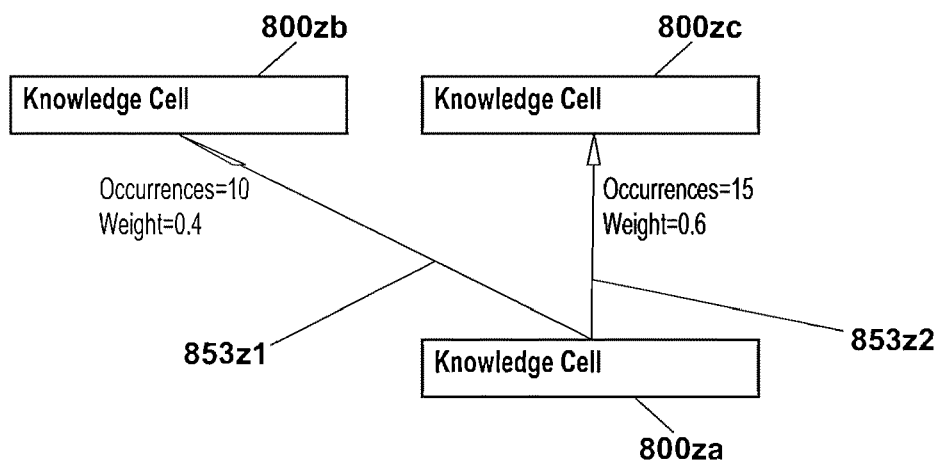 800zb
800zc
Knowledge Cell
Knowledge Cell
Occurrences=10
Weight=0.4
Occurrences=15
Weight=0.6
853z1
853z2
Knowledge Cell
800za